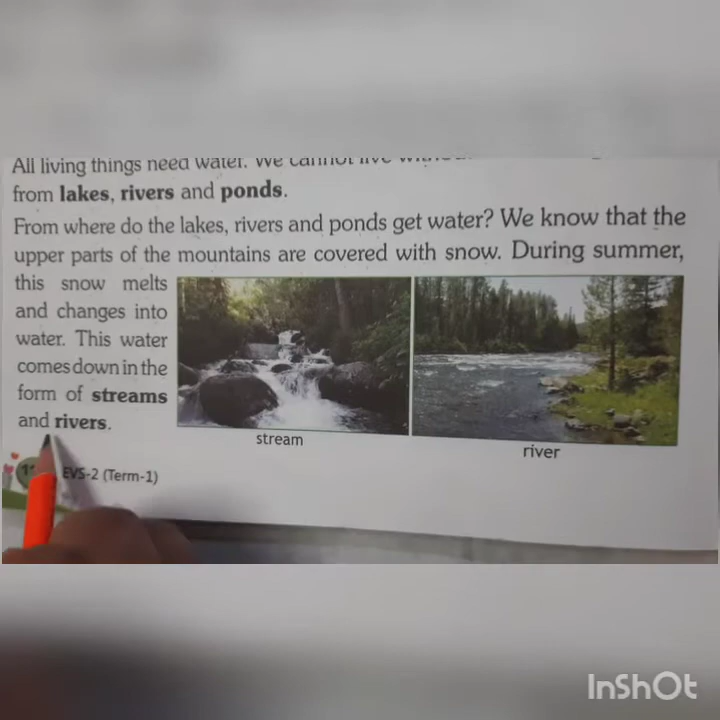 All living things need water. We cannot live
from lakes, rivers and ponds.
From where do the lakes, rivers and ponds get water? We know that the
upper parts of the mountains are covered with snow. During summer,
this snow melts
and changes into
water. This water
comes down in the
form of streams
and rivers.
stream
river
EVS-2 (Term-1)
InShOt